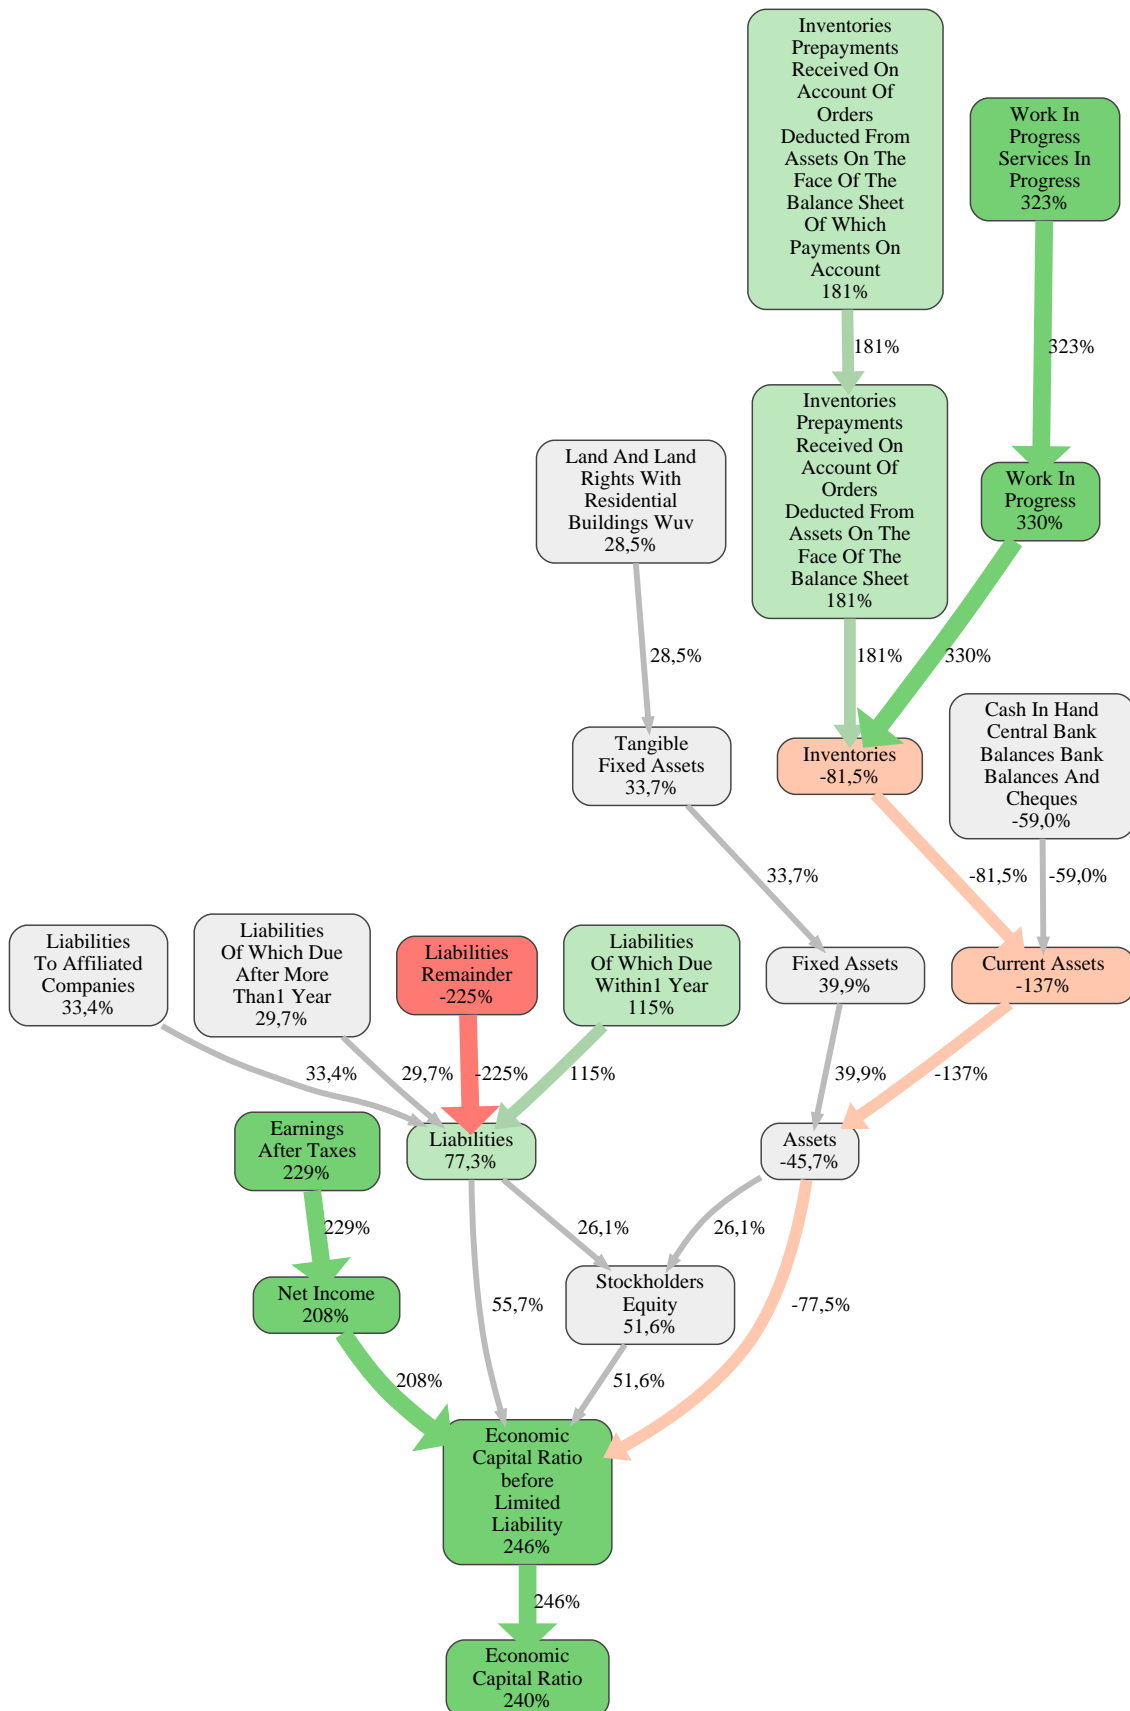 Inventories
Prepayments
Received On
Account Of
Orders
Deducted From
Assets On The
Face Of The
Balance Sheet
Of Which
Payments On
Account
181%
Work In
Progress
Services In
Progress
323%
181%
323%
Inventories
Prepayments
Received On
Account Of
Orders
Deducted From
Assets On The
Face Of The
Balance Sheet
181%
Land And Land
Rights With
Residential
Buildings Wuv
28,5%
Work In
Progress
330%
28,5%
181%
330%
Cash In Hand
Central Bank
Balances Bank
Balances And
Cheques
-59,0%
Tangible
Fixed Assets
33,7%
Inventories
-81,5%
33,7%
-81,5%
-59,0%
Liabilities
To Affiliated
Companies
33,4%
Liabilities
Of Which Due
After More
Than1 Year
29,7%
Liabilities
Remainder
-225%
Liabilities
Of Which Due
Within1 Year
115%
Fixed Assets
39,9%
Current Assets
-137%
33,4%
29,7%
-225%
115%
39,9%
-137%
Earnings
After Taxes
229%
Liabilities
77,3%
Assets
-45,7%
229%
26,1%
26,1%
Net Income
208%
55,7%
Stockholders
Equity
51,6%
-77,5%
208%
51,6%
Economic
Capital Ratio
before
Limited
Liability
246%
246%
Economic
Capital Ratio
240%